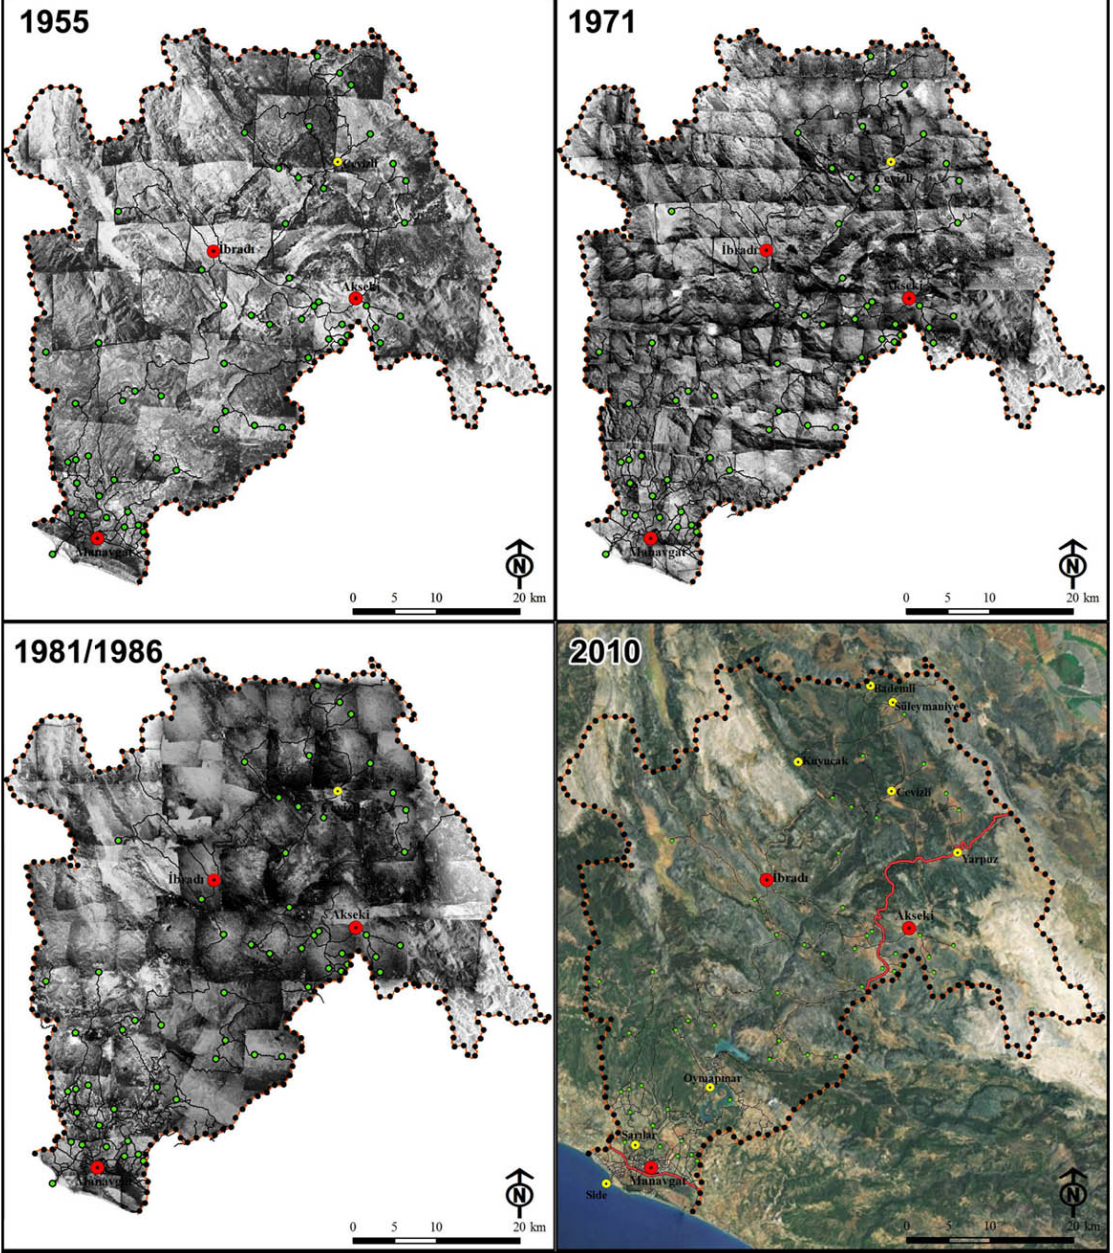 1955
Cevizli
İbradı
Akseki
Manavgat
N
0 5 10 20 km
1971
Cevizli
İbradı
Akseki
Manavgat
N
0 5 10 20 km
1981/1986
Cevizli
İbradı
Akseki
Manavgat
N
0 5 10 20 km
2010
Bademli
Süleymaniye
Kuyucak
Cevizli
Yarpuz
İbradı
Akseki
Oymapınar
Sarılar
Manavgat
Side
N
0 5 10 20 km